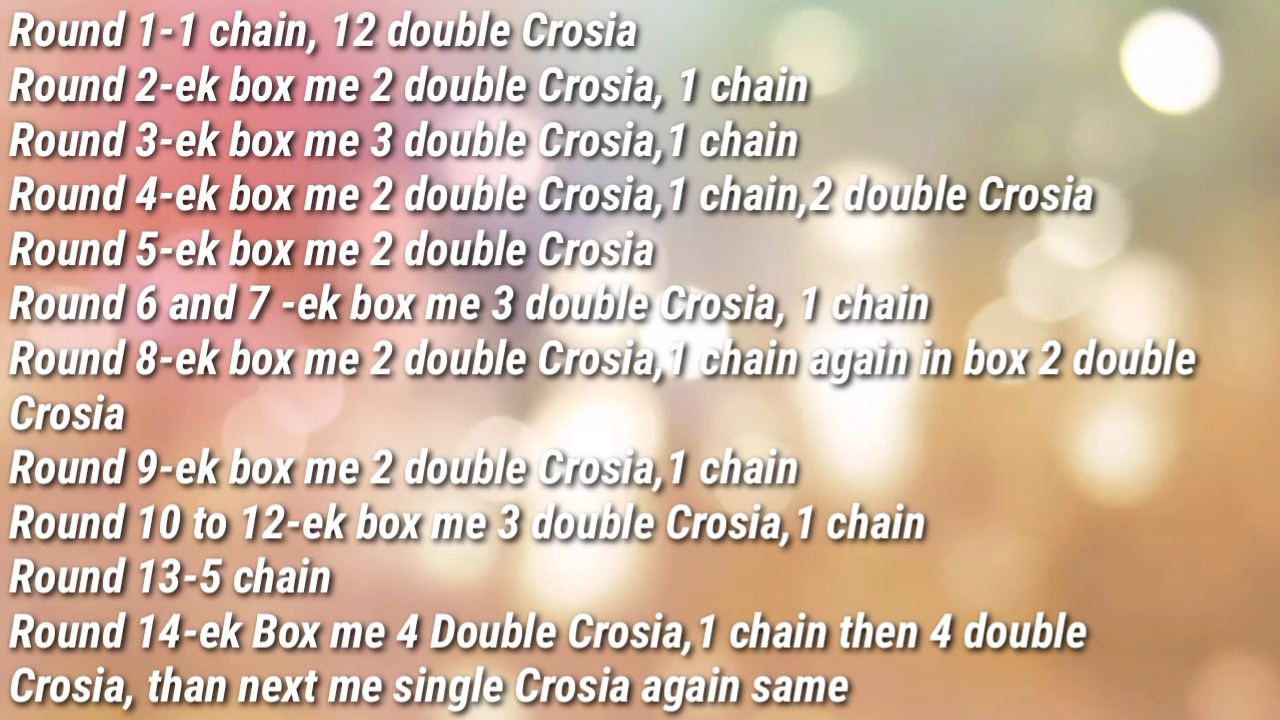 Round 1-1 chain, 12 double Crosia
Round 2-ek box me 2 double Crosia, 1 chain
Round 3-ek box me 3 double Crosia,1 chain
Round 4-ek box me 2 double Crosia,1 chain,2 double Crosia
Round 5-ek box me 2 double Crosia
Round 6 and 7 -ek box me 3 double Crosia, 1 chain
Round 8-ek box me 2 double Crosia,1 chain again in box 2 double
Crosia
Round 9-ek box me 2 double Crosia,1 chain
Round 10 to 12-ek box me 3 double Crosia,1 chain
Round 13-5 chain
Round 14-ek Box me 4 Double Crosia,1 chain then 4 double
Crosia, than next me single Crosia again same